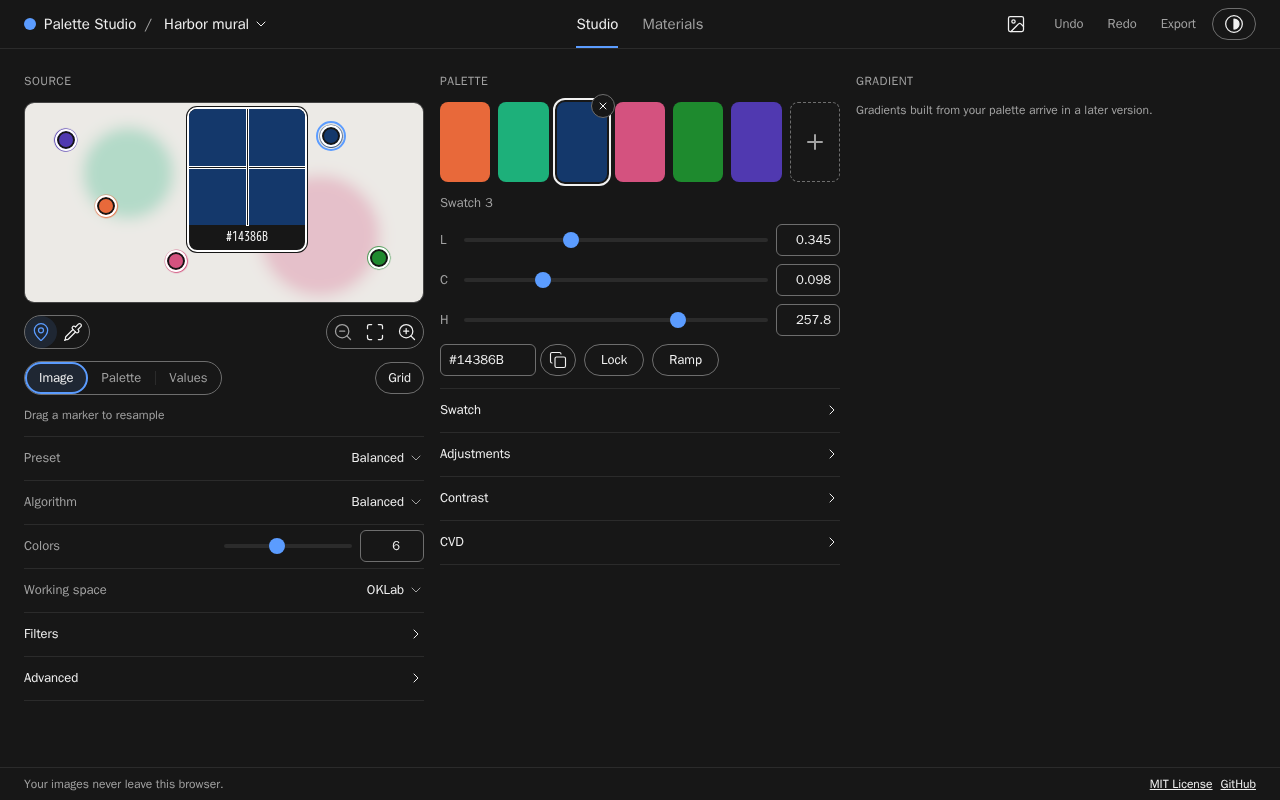 Palette Studio / Harbor mural
Studio
Materials
Undo
Redo
Export
SOURCE
#14386B
Image
Palette
Values
Grid
Drag a marker to resample
Preset
Balanced
Algorithm
Balanced
Colors
6
Working space
OKLab
Filters
Advanced
PALETTE
Swatch 3
L
0.345
C
0.098
H
257.8
#14386B
Lock
Ramp
Swatch
Adjustments
Contrast
CVD
GRADIENT
Gradients built from your palette arrive in a later version.
Your images never leave this browser.
MIT License
GitHub